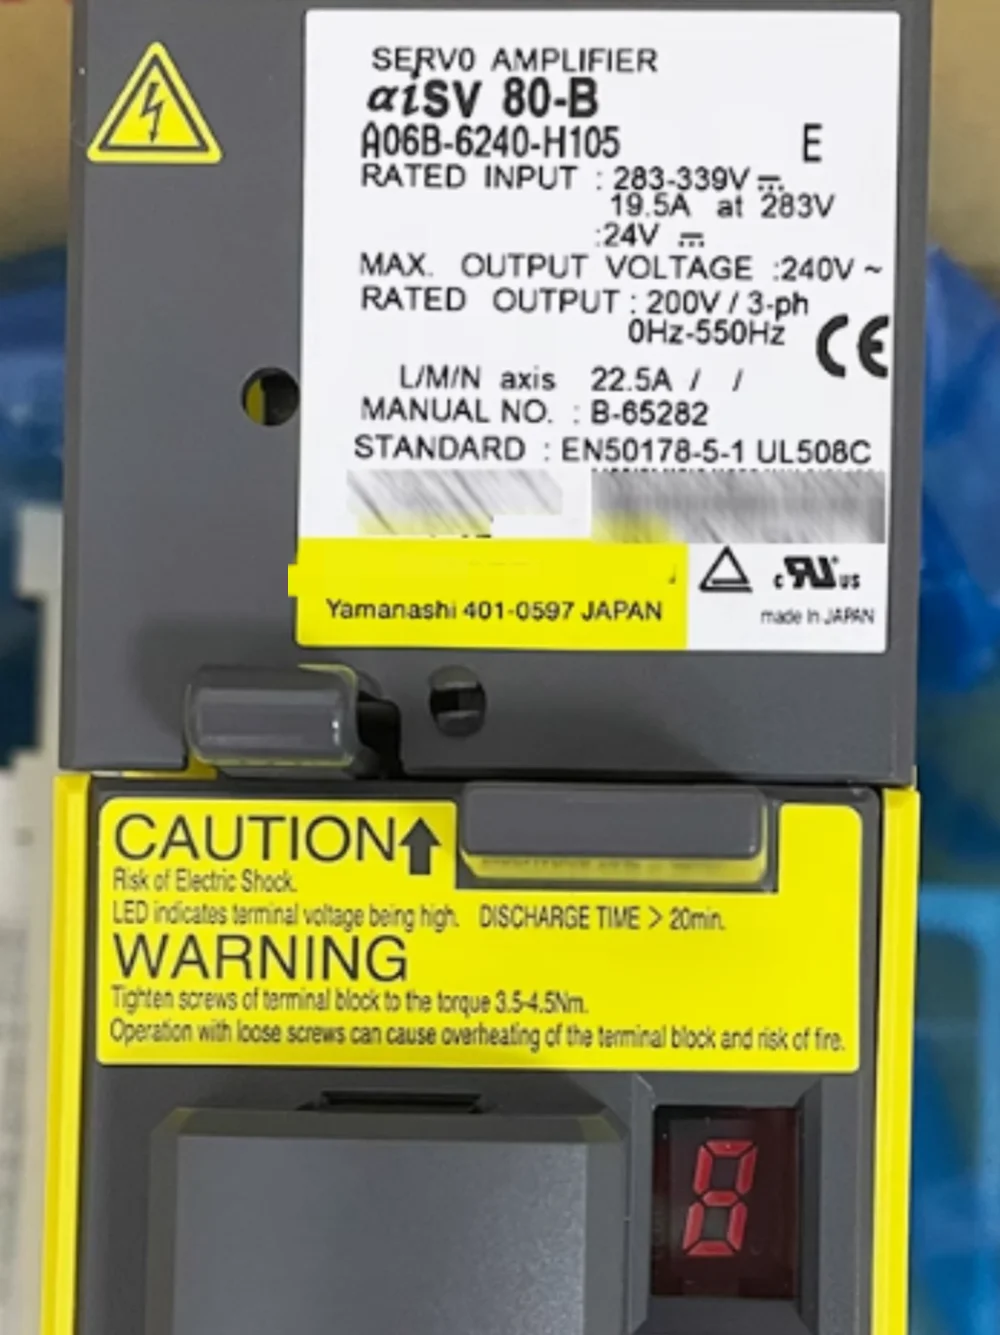 SERVO AMPLIFIER
αiSV 80-B
A06B-6240-H105 E
RATED INPUT : 283-339V ⎓
19.5A at 283V
:24V ⎓
MAX. OUTPUT VOLTAGE :240V ~
RATED OUTPUT : 200V / 3-ph
0Hz-550Hz
CE
L/M/N axis 22.5A / /
MANUAL NO. : B-65282
STANDARD : EN50178-5-1 UL508C
Yamanashi 401-0597 JAPAN
c RU US
made in JAPAN
CAUTION↑
Risk of Electric Shock.
LED indicates terminal voltage being high. DISCHARGE TIME > 20min.
WARNING
Tighten screws of terminal block to the torque 3.5-4.5Nm.
Operation with loose screws can cause overheating of the terminal block and risk of fire.
8